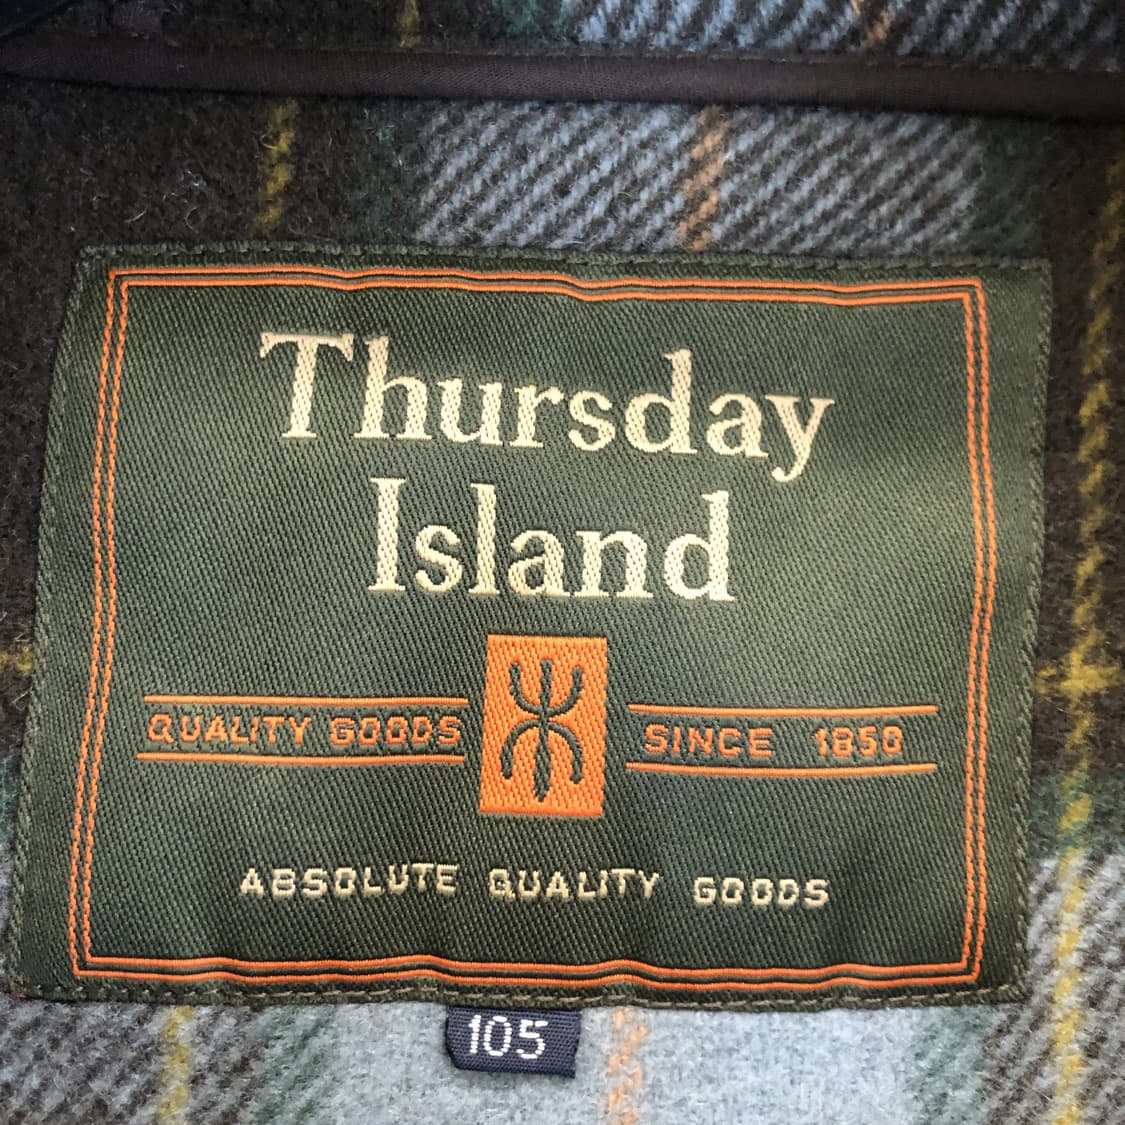 Thursday
Island
QUALITY GOODS SINCE 1850
ABSOLUTE QUALITY GOODS
105